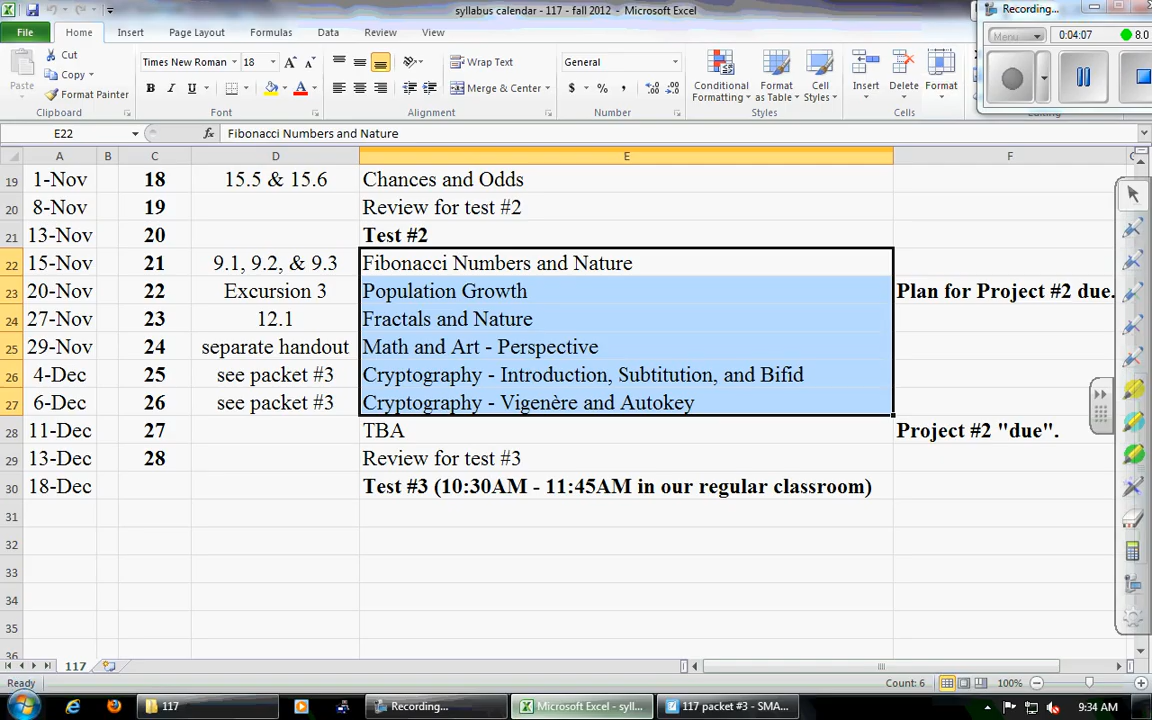 syllabus calendar - 117 - fall 2012 - Microsoft Excel
Recording...
File Home Insert Page Layout Formulas Data Review View
Menu 0:04:07 8.0
Cut
Copy
Format Painter
Paste
Clipboard
Times New Roman 18
B I U
Font
Wrap Text
Merge & Center
Alignment
General
$ % ,
Number
Conditional Formatting
Format as Table
Cell Styles
Styles
Insert Delete Format
Cells
E22 fx Fibonacci Numbers and Nature
A B C D E F
19 1-Nov 18 15.5 & 15.6 Chances and Odds
20 8-Nov 19 Review for test #2
21 13-Nov 20 Test #2
22 15-Nov 21 9.1, 9.2, & 9.3 Fibonacci Numbers and Nature
23 20-Nov 22 Excursion 3 Population Growth Plan for Project #2 due.
24 27-Nov 23 12.1 Fractals and Nature
25 29-Nov 24 separate handout Math and Art - Perspective
26 4-Dec 25 see packet #3 Cryptography - Introduction, Subtitution, and Bifid
27 6-Dec 26 see packet #3 Cryptography - Vigenère and Autokey
28 11-Dec 27 TBA Project #2 "due".
29 13-Dec 28 Review for test #3
30 18-Dec Test #3 (10:30AM - 11:45AM in our regular classroom)
31
32
33
34
35
36
117
Ready Count: 6 100%
117 Recording... Microsoft Excel - syll... 117 packet #3 - SMA... 9:34 AM